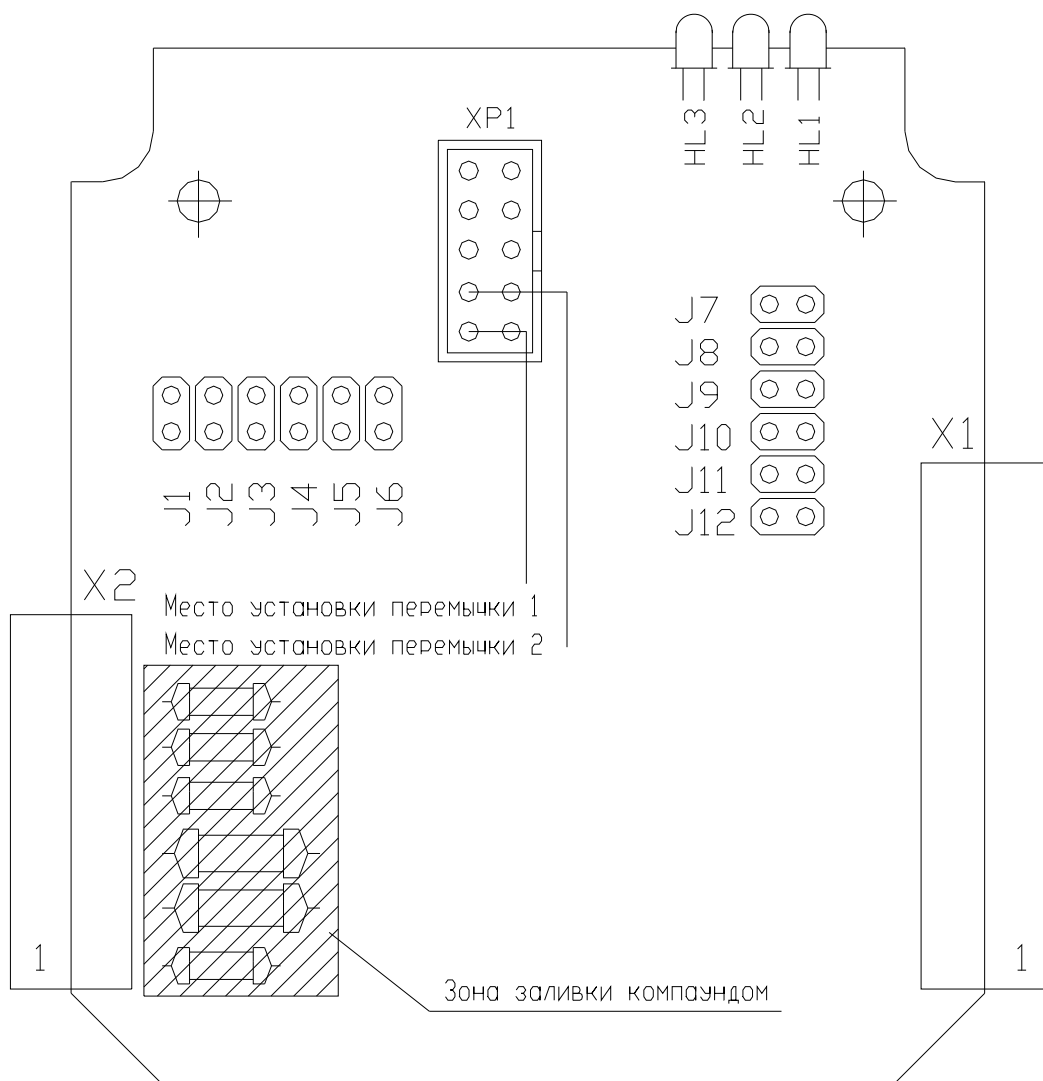 HL3
HL2
HL1
XP1
J7
J8
J9
J10
J11
J12
X1
J1
J2
J3
J4
J5
J6
X2
Место установки перемычки 1
Место установки перемычки 2
1
1
Зона заливки компаундом